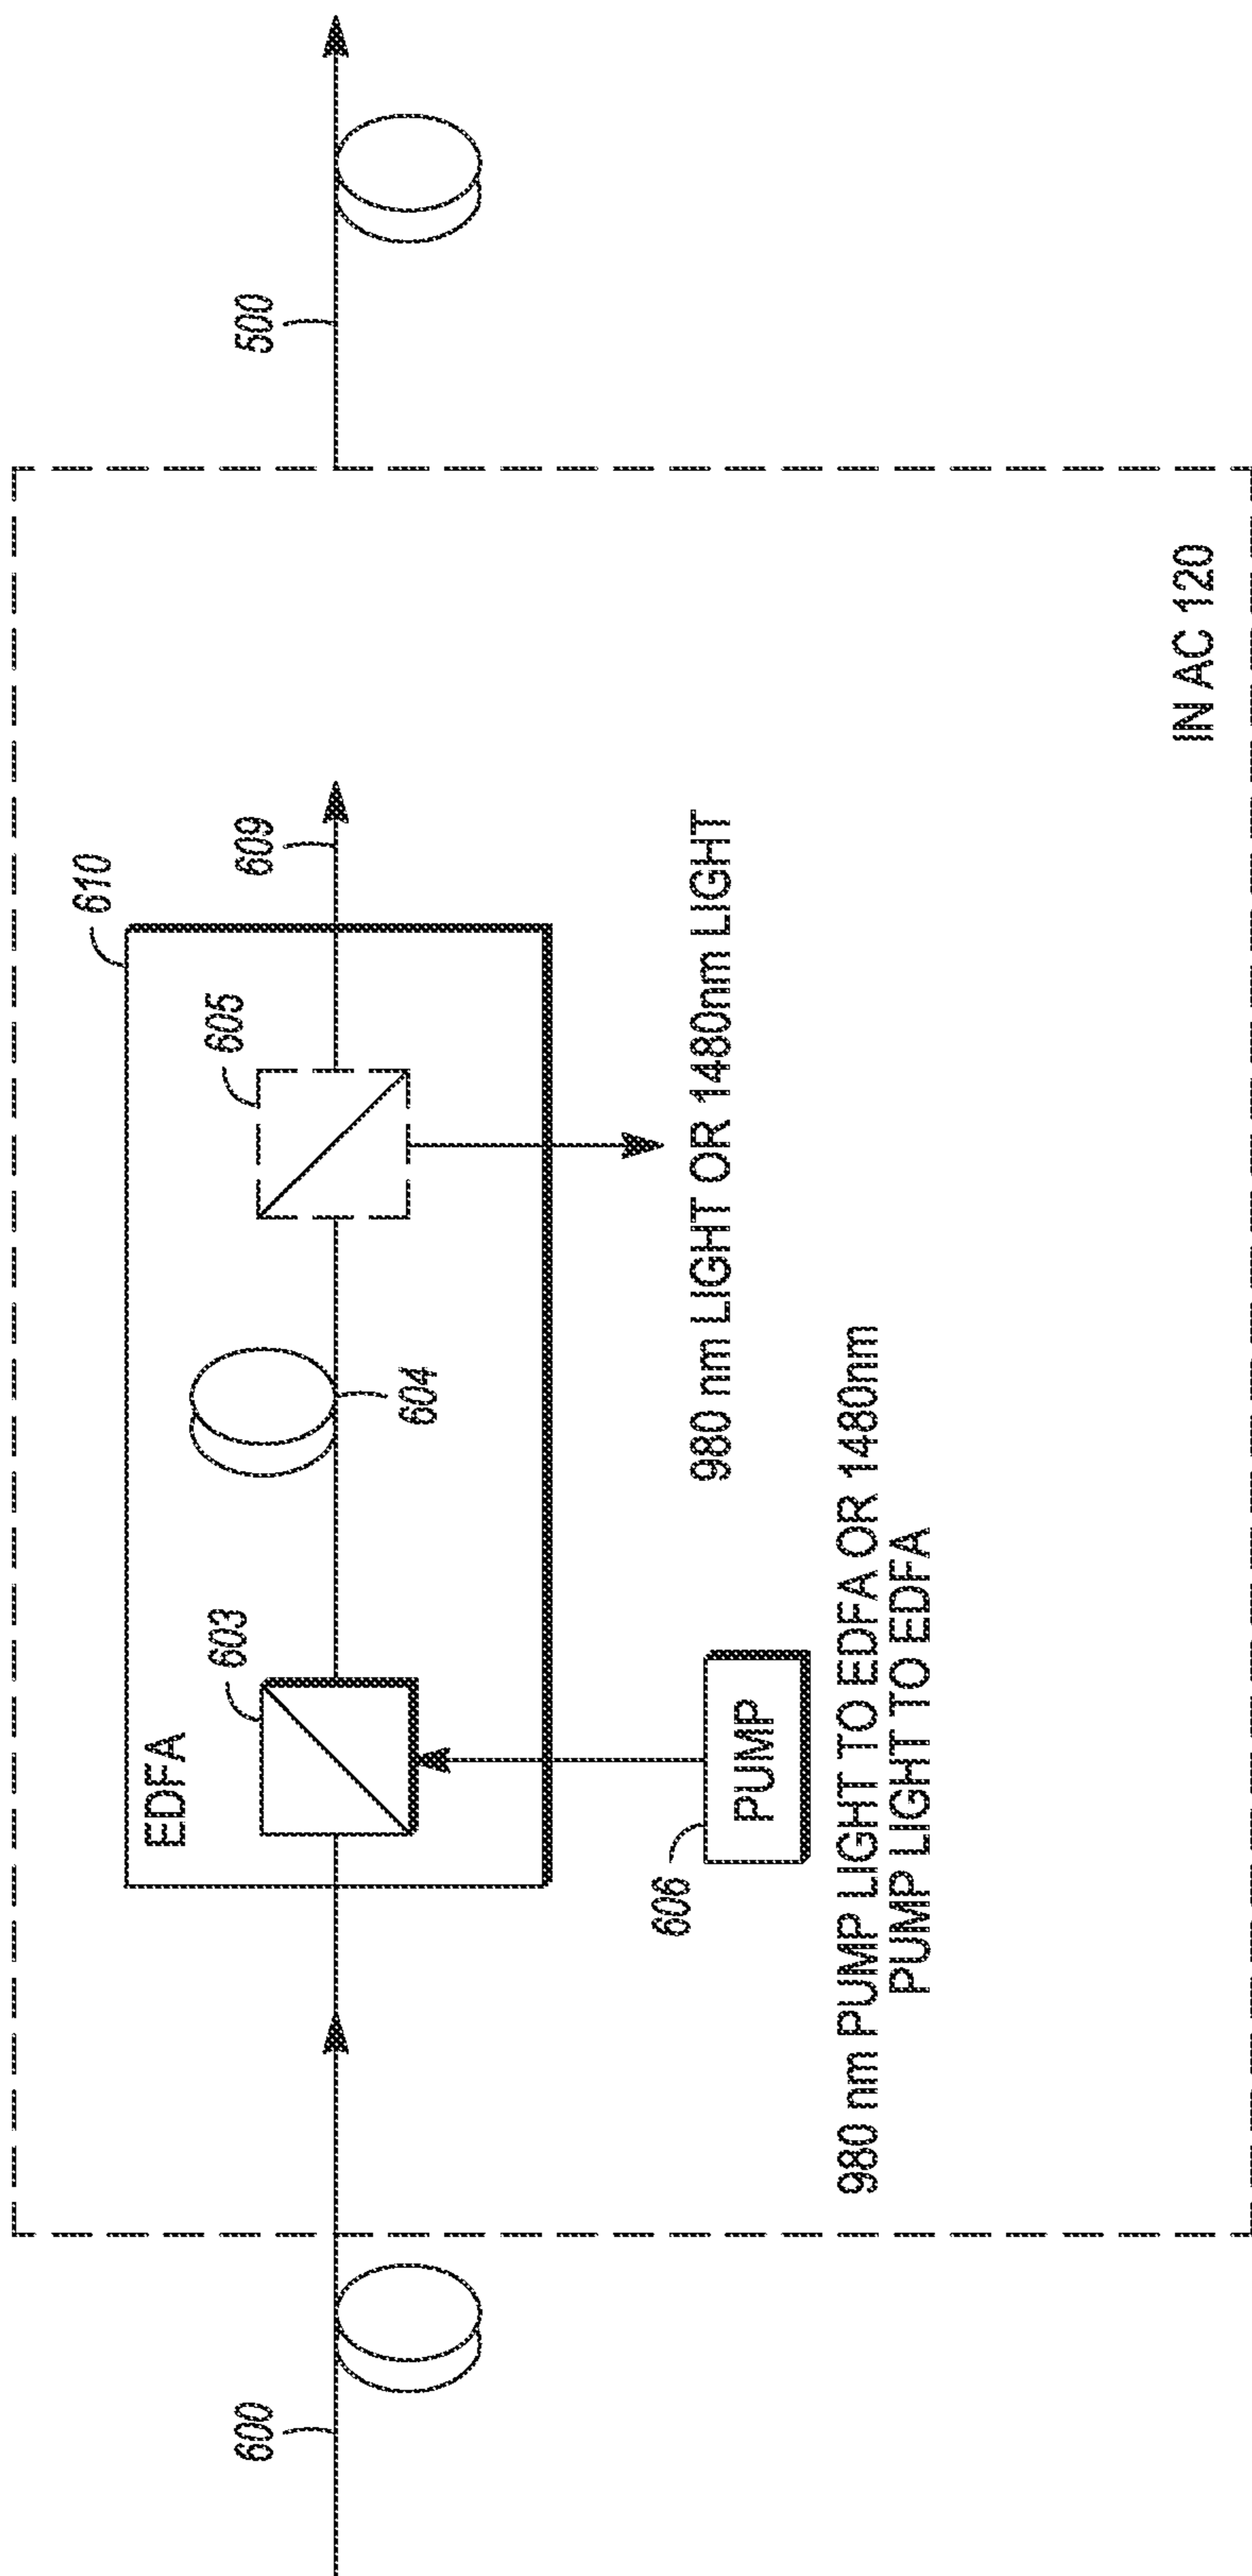 610
EDFA
603
604
605
609
600
500
606
PUMP
980 nm LIGHT OR 1480nm LIGHT
980 nm PUMP LIGHT TO EDFA OR 1480nm
PUMP LIGHT TO EDFA
IN AC 120